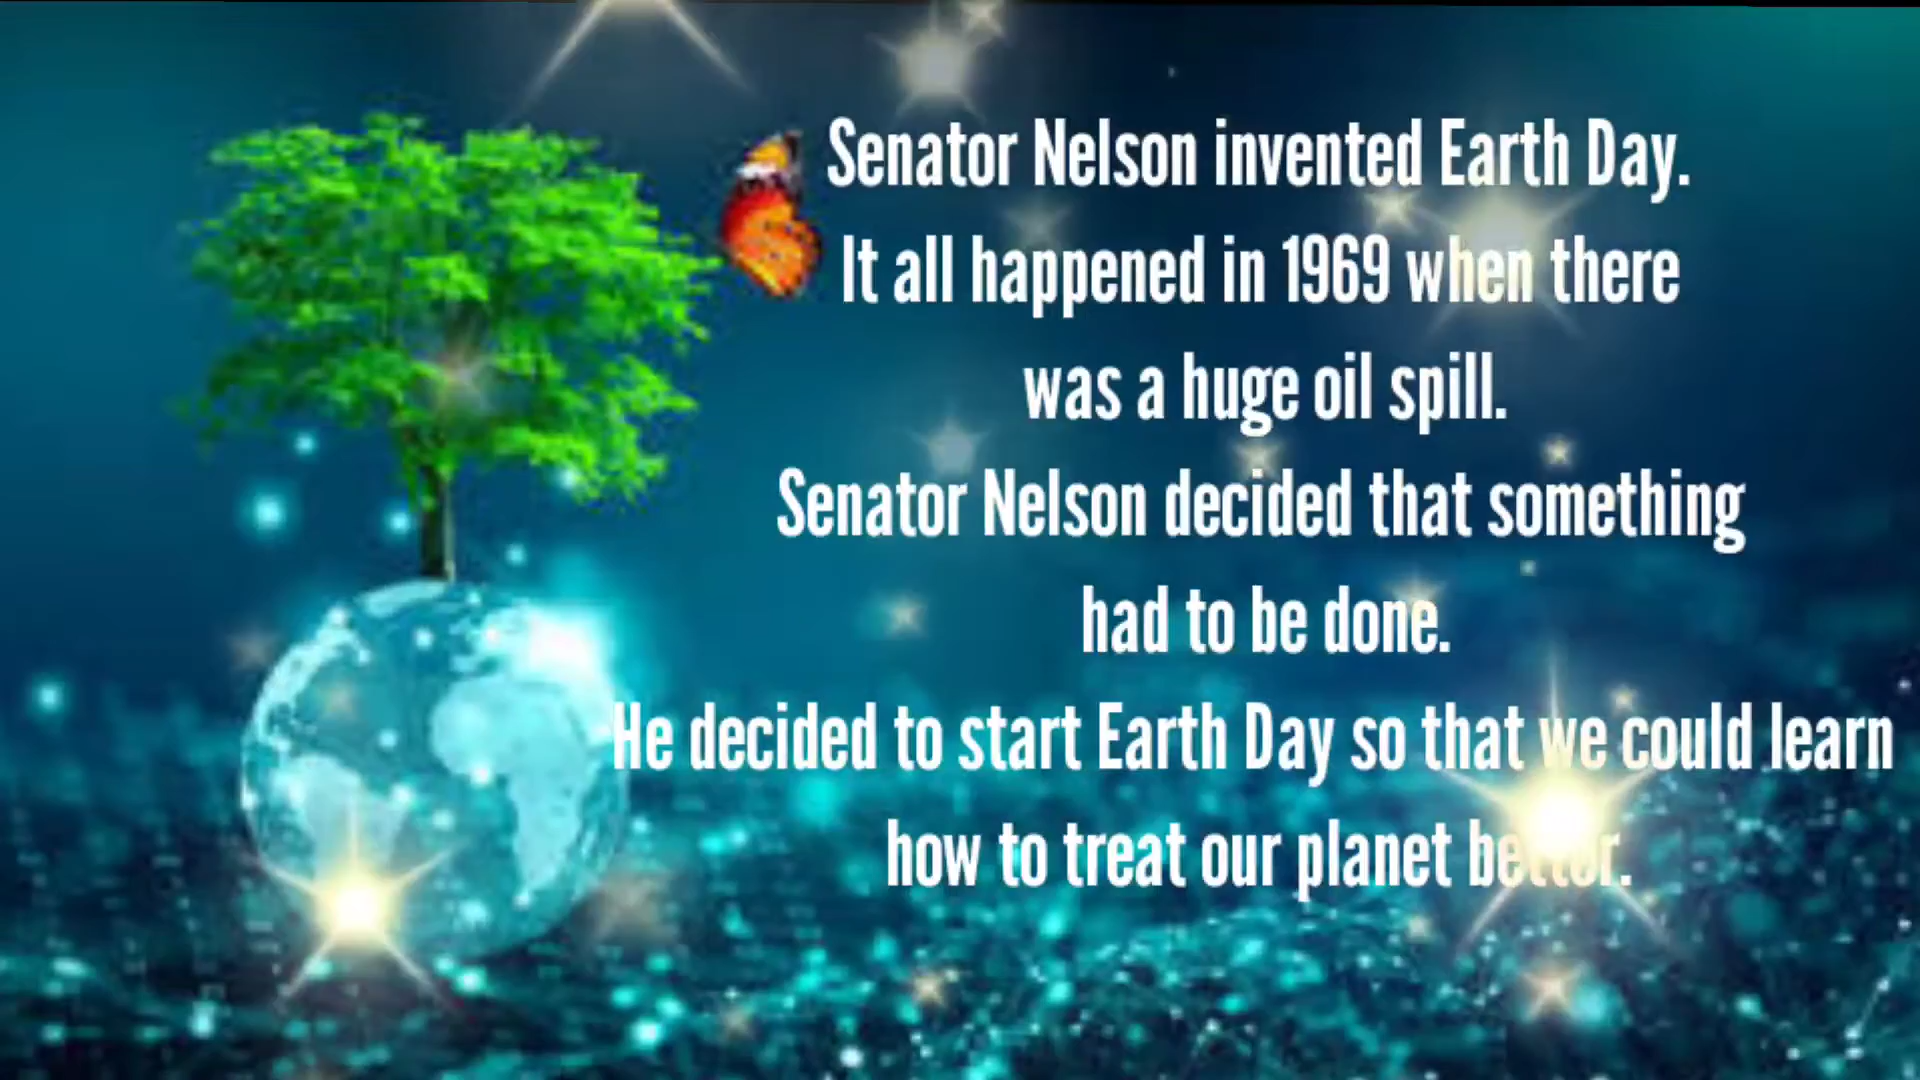 Senator Nelson invented Earth Day.
It all happened in 1969 when there
was a huge oil spill.
Senator Nelson decided that something
had to be done.
He decided to start Earth Day so that we could learn
how to treat our planet better.